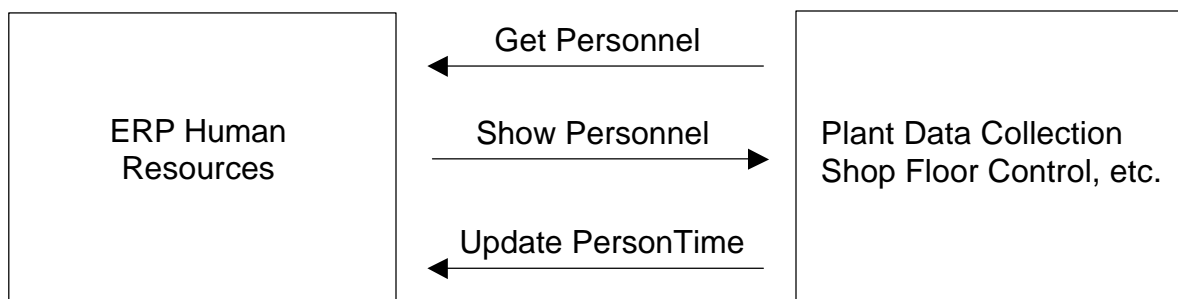 Get Personnel
ERP Human
Resources
Show Personnel
Plant Data Collection
Shop Floor Control, etc.
Update PersonTime